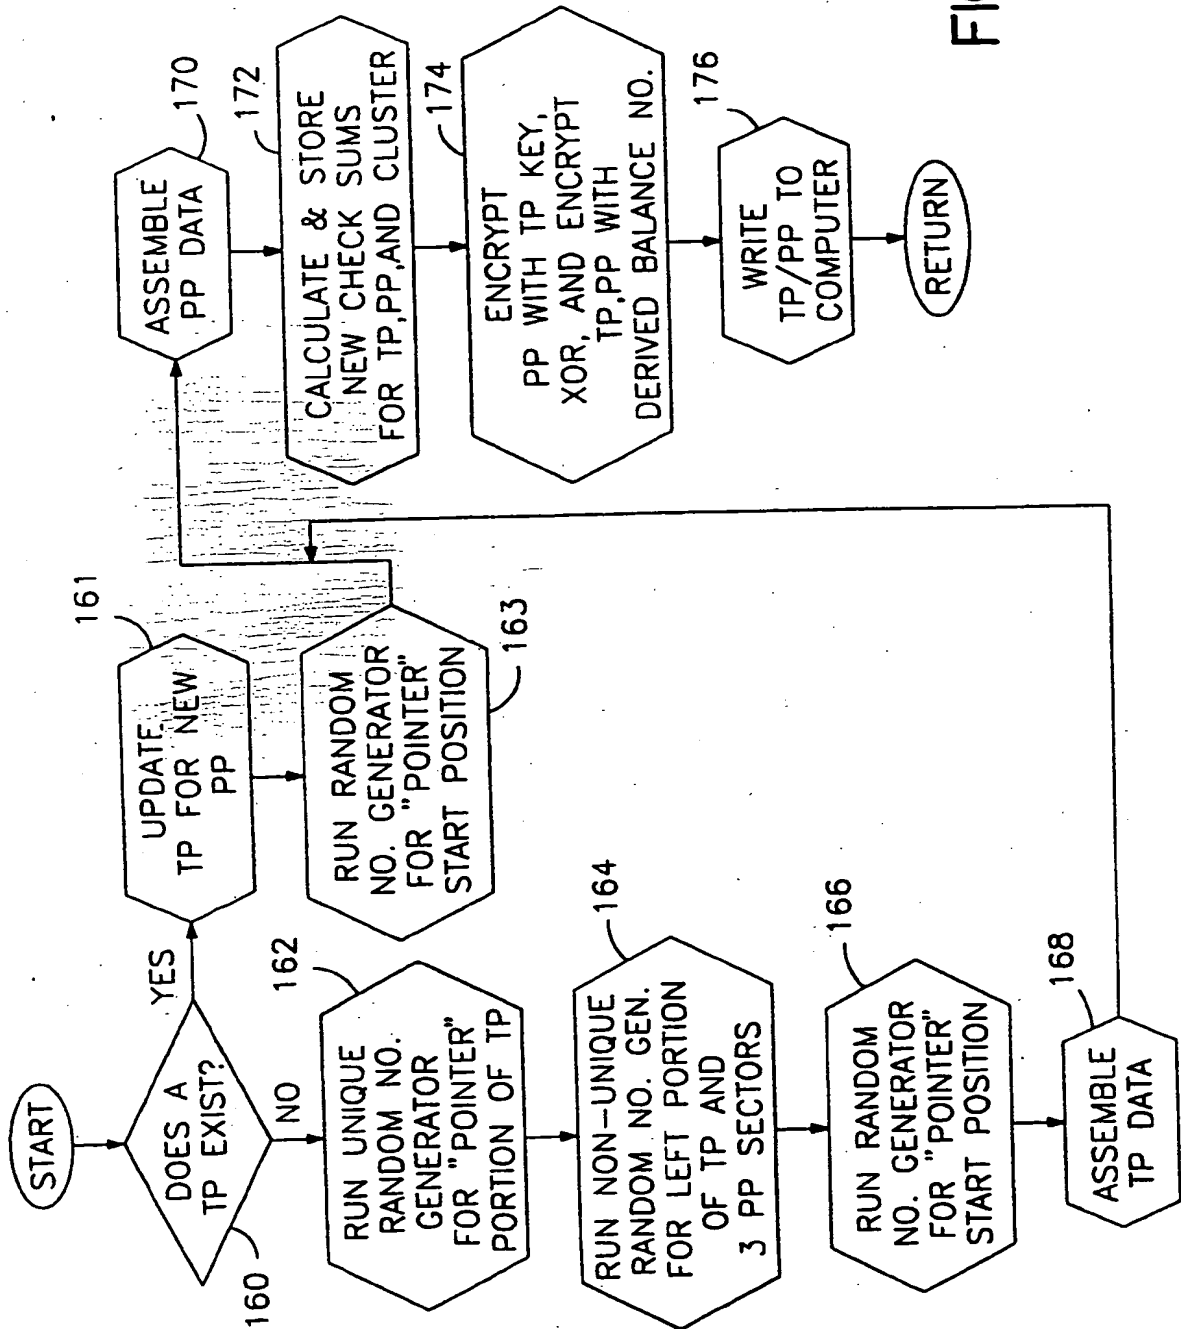 START
DOES A
TP EXIST?
160
YES
NO
UPDATE
TP FOR NEW
PP
161
RUN RANDOM
NO. GENERATOR
FOR "POINTER"
START POSITION
163
RUN UNIQUE
RANDOM NO.
GENERATOR
FOR "POINTER"
PORTION OF TP
162
RUN NON-UNIQUE
RANDOM NO. GEN.
FOR LEFT PORTION
OF TP AND
3 PP SECTORS
164
RUN RANDOM
NO. GENERATOR
FOR "POINTER"
START POSITION
166
ASSEMBLE
TP DATA
168
ASSEMBLE
PP DATA
170
CALCULATE & STORE
NEW CHECK SUMS
FOR TP,PP,AND CLUSTER
172
ENCRYPT
PP WITH TP KEY,
XOR, AND ENCRYPT
TP,PP WITH
DERIVED BALANCE NO.
174
WRITE
TP/PP TO
COMPUTER
176
RETURN